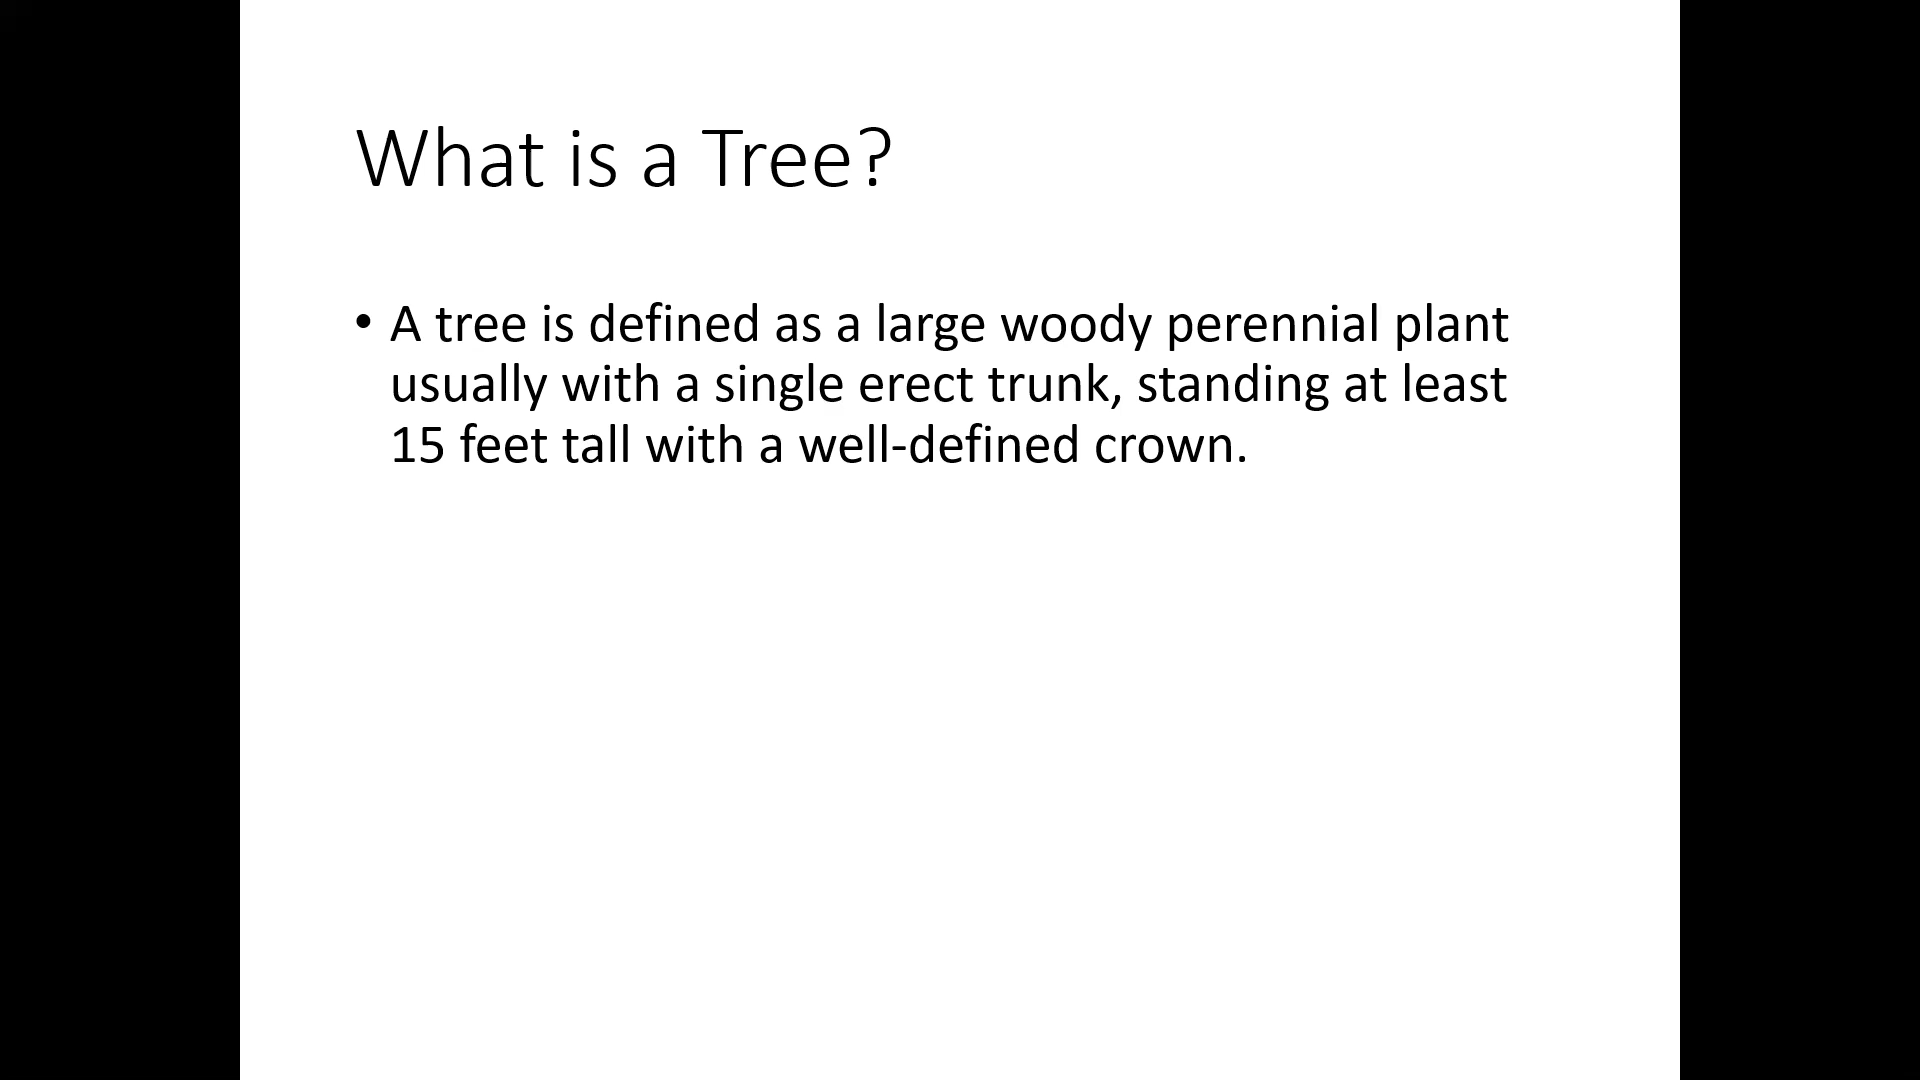 What is a Tree?
• A tree is defined as a large woody perennial plant
usually with a single erect trunk, standing at least
15 feet tall with a well-defined crown.